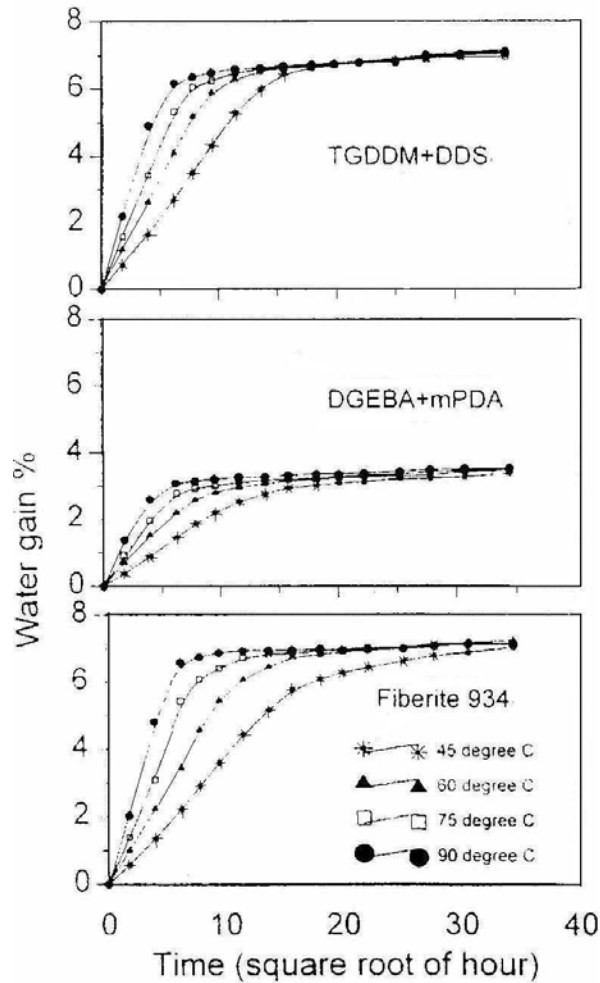 8
6
4
2
0
TGDDM+DDS
8
6
4
2
0
DGEBA+mPDA
Water gain %
8
6
4
2
0
Fiberite 934
45 degree C
60 degree C
75 degree C
90 degree C
0 10 20 30 40
Time (square root of hour)